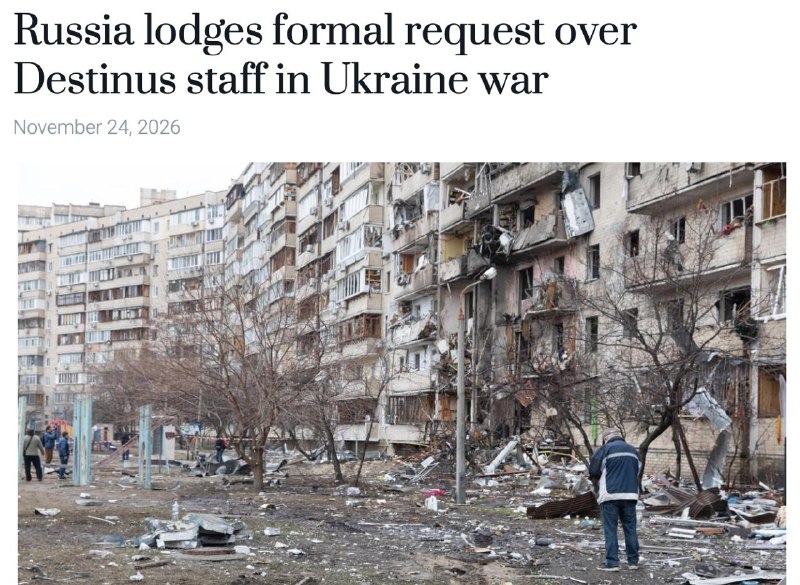 Russia lodges formal request over
Destinus staff in Ukraine war
November 24, 2026